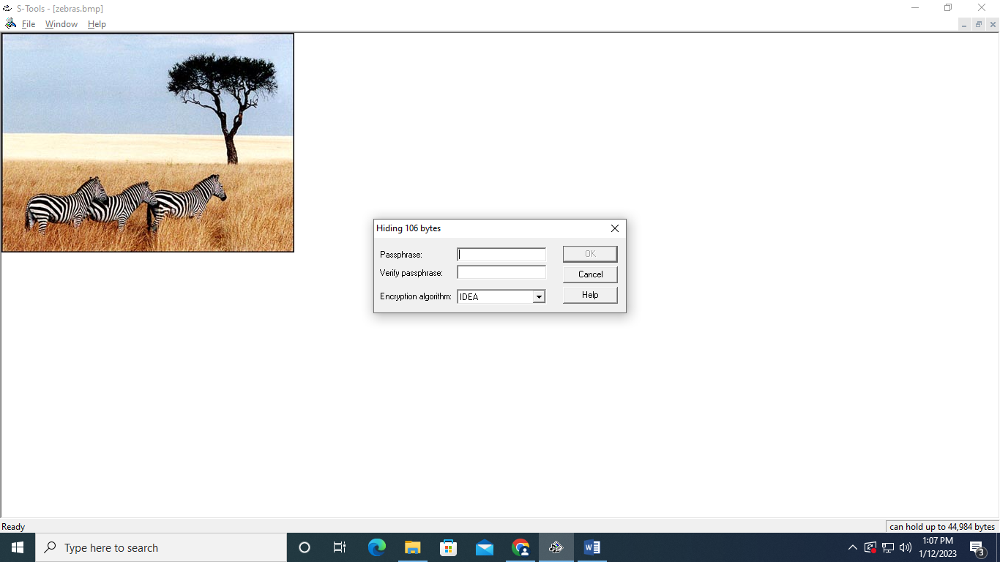 S-Tools - [zebras.bmp]
File Window Help
Hiding 106 bytes
Passphrase:
OK
Verify passphrase:
Cancel
Encryption algorithm: IDEA
Help
Ready
can hold up to 44,984 bytes
Type here to search
1:07 PM
1/12/2023
3